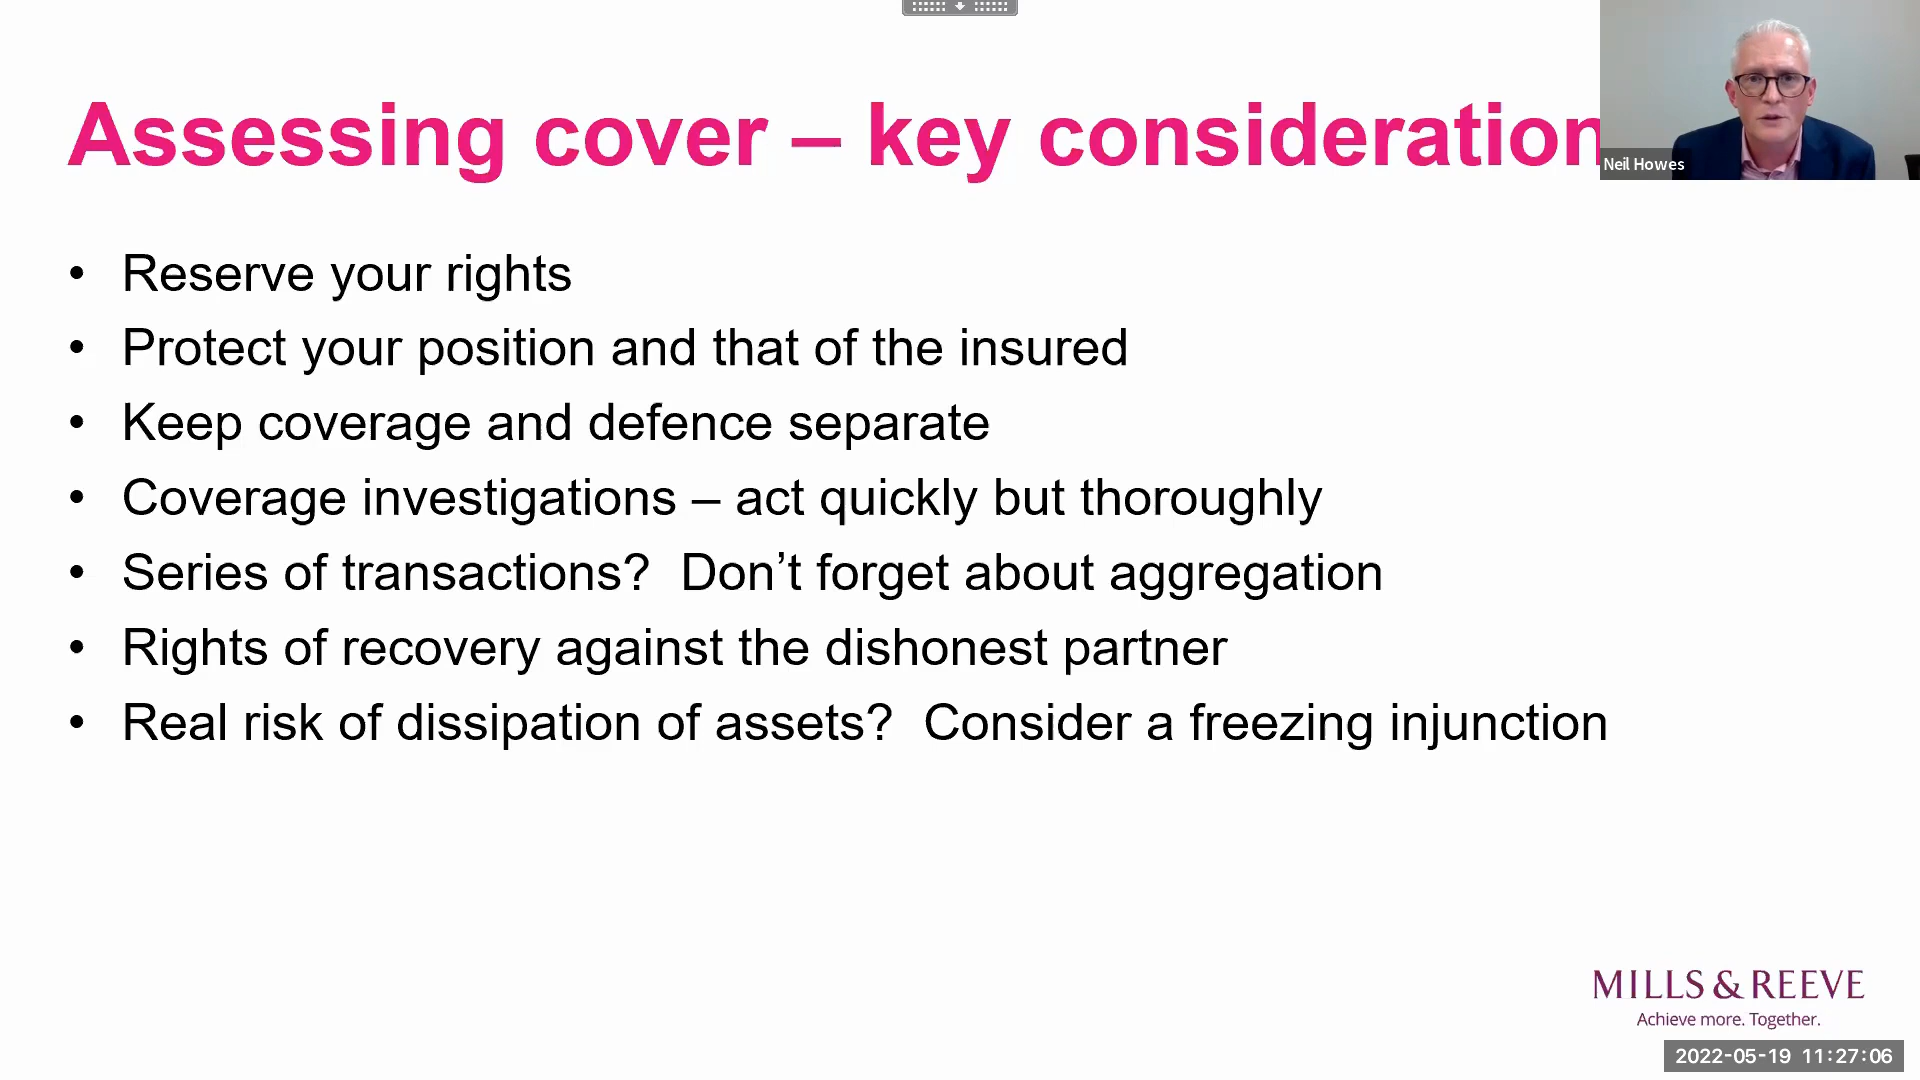 Assessing cover – key consideration
Neil Howes
• Reserve your rights
• Protect your position and that of the insured
• Keep coverage and defence separate
• Coverage investigations – act quickly but thoroughly
• Series of transactions?  Don’t forget about aggregation
• Rights of recovery against the dishonest partner
• Real risk of dissipation of assets?  Consider a freezing injunction
MILLS & REEVE
Achieve more. Together.
2022-05-19 11:27:06